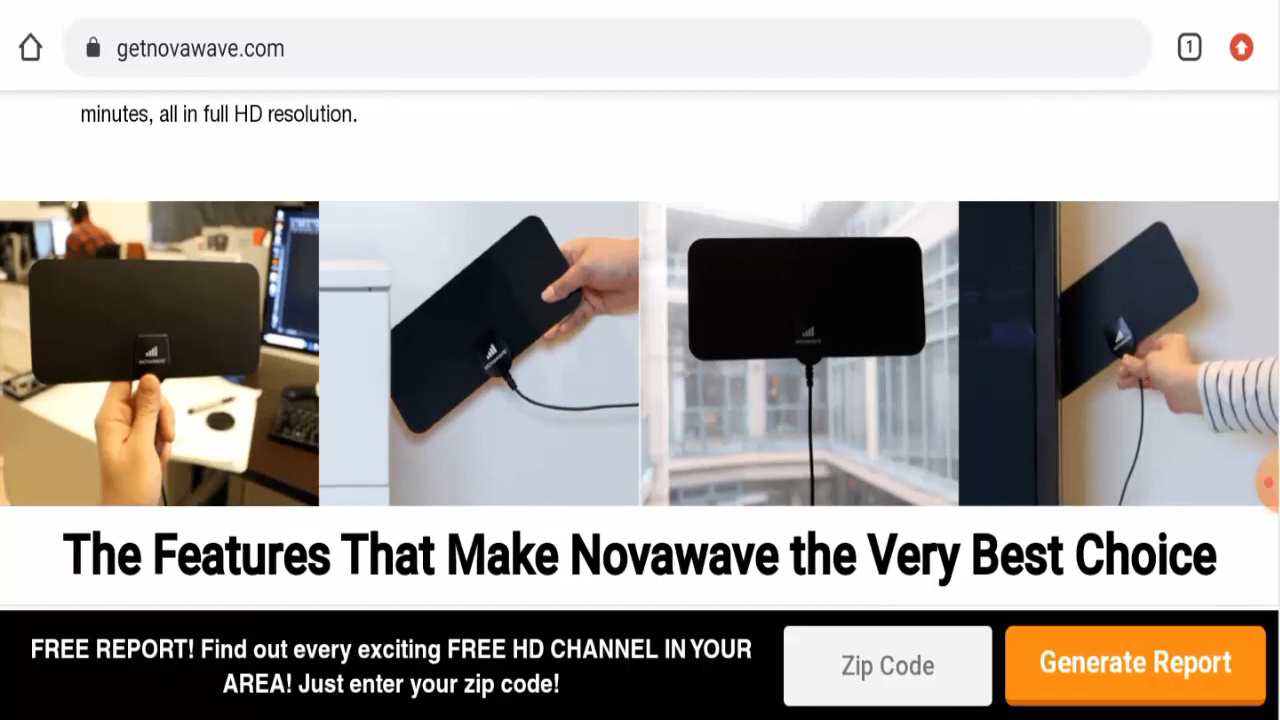 getnovawave.com
1
minutes, all in full HD resolution.
NOVAWAVE
The Features That Make Novawave the Very Best Choice
FREE REPORT! Find out every exciting FREE HD CHANNEL IN YOUR
AREA! Just enter your zip code!
Zip Code
Generate Report